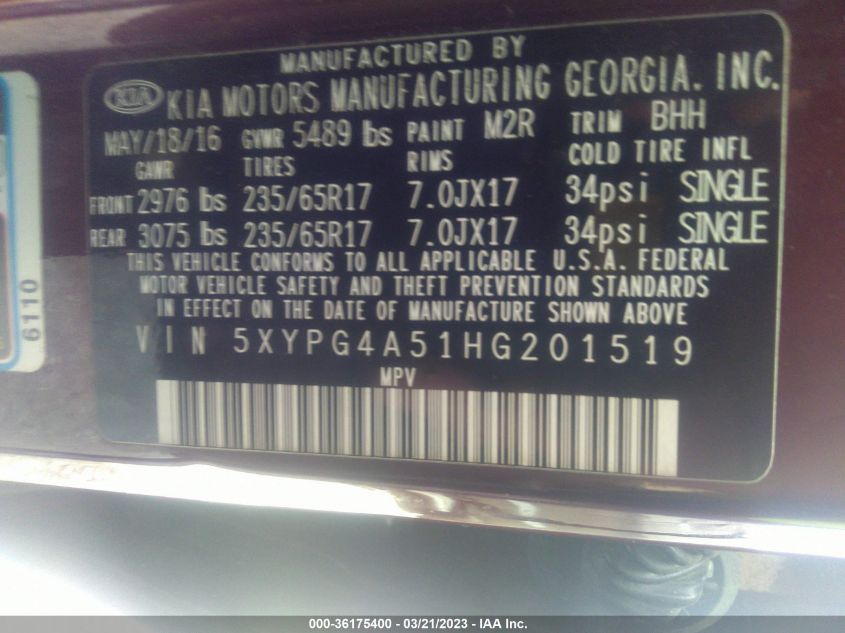 MANUFACTURED BY
KIA KIA MOTORS MANUFACTURING GEORGIA. INC.
MAY/18/16 GVWR 5489 lbs PAINT M2R TRIM BHH
GAWR TIRES RIMS COLD TIRE INFL
FRONT 2976 lbs 235/65R17 7.0JX17 34psi SINGLE
REAR 3075 lbs 235/65R17 7.0JX17 34psi SINGLE
THIS VEHICLE CONFORMS TO ALL APPLICABLE U.S.A. FEDERAL
MOTOR VEHICLE SAFETY AND THEFT PREVENTION STANDARDS
IN EFFECT ON THE DATE OF MANUFACTURE SHOWN ABOVE
VIN 5XYPG4A51HG201519
MPV
6110
000-36175400 - 03/21/2023 - IAA Inc.